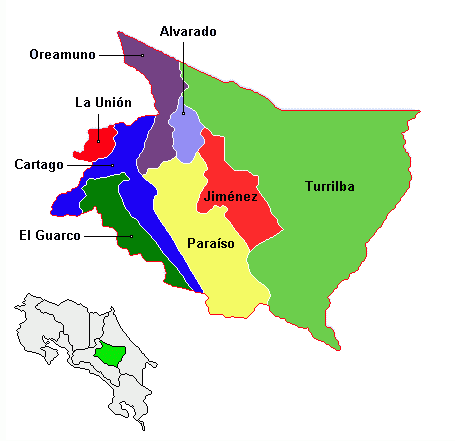 Alvarado
Oreamuno
La Unión
Cartago
Jiménez
Turrilba
El Guarco
Paraíso